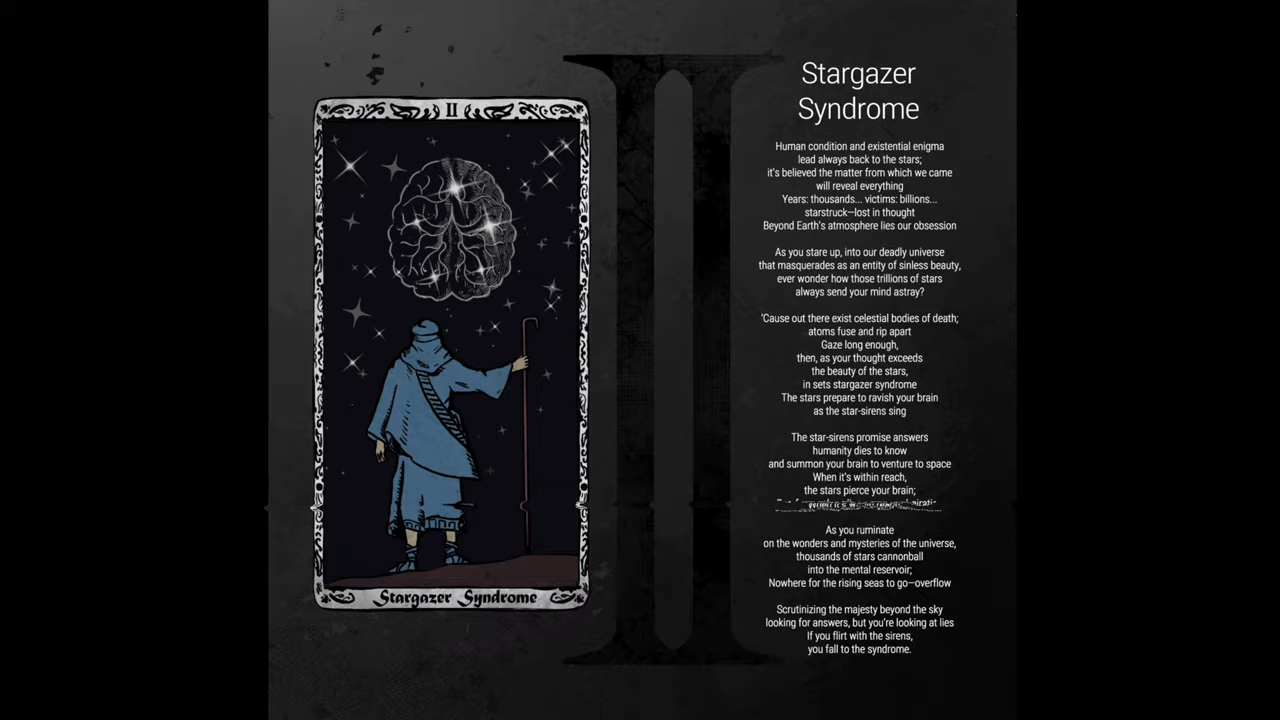 II
Stargazer Syndrome
Stargazer
Syndrome
Human condition and existential enigma
lead always back to the stars;
it's believed the matter from which we came
will reveal everything
Years: thousands... victims: billions...
starstruck—lost in thought
Beyond Earth's atmosphere lies our obsession
As you stare up, into our deadly universe
that masquerades as an entity of sinless beauty,
ever wonder how those trillions of stars
always send your mind astray?
‘Cause out there exist celestial bodies of death;
atoms fuse and rip apart
Gaze long enough,
then, as your thought exceeds
the beauty of the stars,
in sets stargazer syndrome
The stars prepare to ravish your brain
as the star-sirens sing
The star-sirens promise answers
humanity dies to know
and summon your brain to venture to space
When it's within reach,
the stars pierce your brain;
As you ruminate
on the wonders and mysteries of the universe,
thousands of stars cannonball
into the mental reservoir;
Nowhere for the rising seas to go—overflow
Scrutinizing the majesty beyond the sky
looking for answers, but you're looking at lies
If you flirt with the sirens,
you fall to the syndrome.